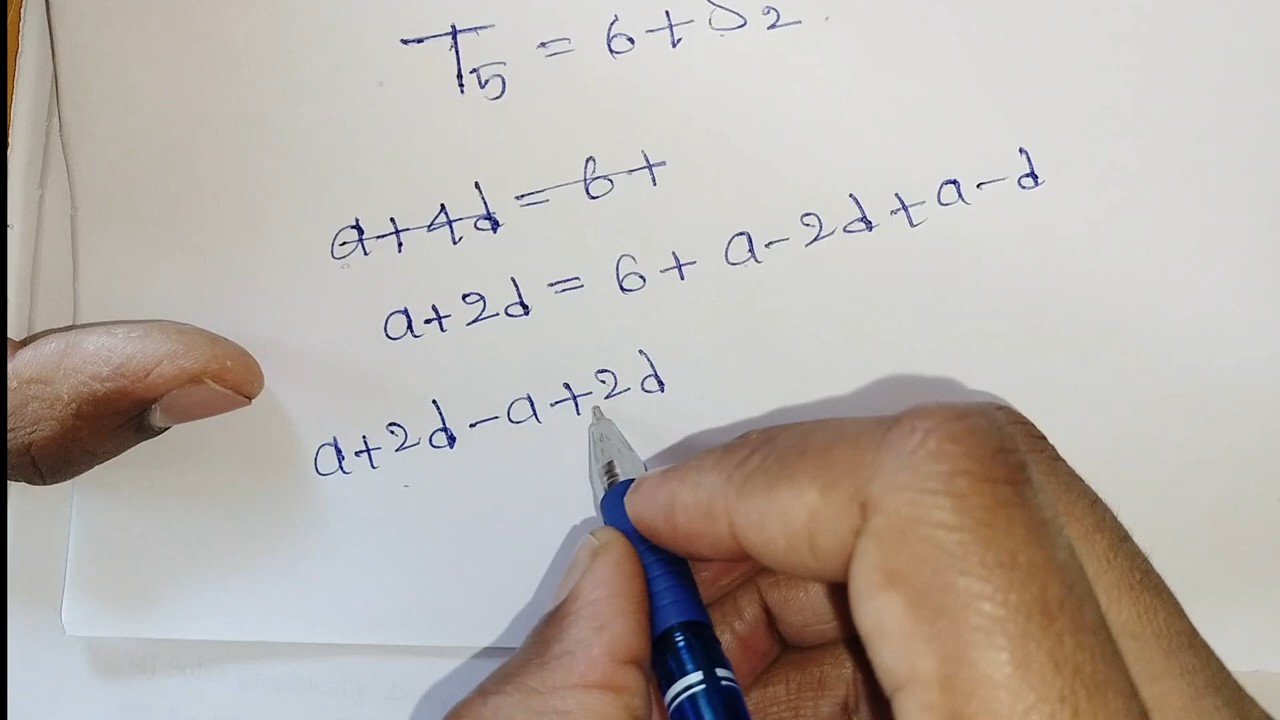 T5 = 6+S2
a+4d = 6+
a+2d = 6+ a-2d+a-d
a+2d-a+2d